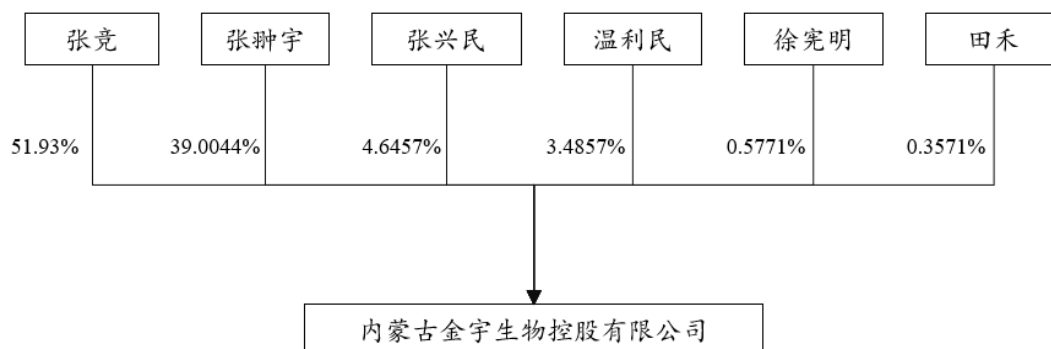 张竞 张翀宇 张兴民 温利民 徐宪明 田禾
51.93% 39.0044% 4.6457% 3.4857% 0.5771% 0.3571%
内蒙古金宇生物控股有限公司